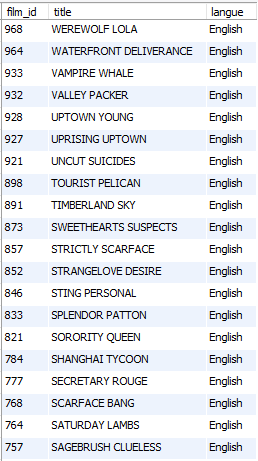 film_id title langue
968 WEREWOLF LOLA English
964 WATERFRONT DELIVERANCE English
933 VAMPIRE WHALE English
932 VALLEY PACKER English
928 UPTOWN YOUNG English
927 UPRISING UPTOWN English
921 UNCUT SUICIDES English
898 TOURIST PELICAN English
891 TIMBERLAND SKY English
873 SWEETHEARTS SUSPECTS English
857 STRICTLY SCARFACE English
852 STRANGELOVE DESIRE English
846 STING PERSONAL English
833 SPLENDOR PATTON English
821 SORORITY QUEEN English
784 SHANGHAI TYCOON English
777 SECRETARY ROUGE English
768 SCARFACE BANG English
764 SATURDAY LAMBS English
757 SAGEBRUSH CLUELESS English